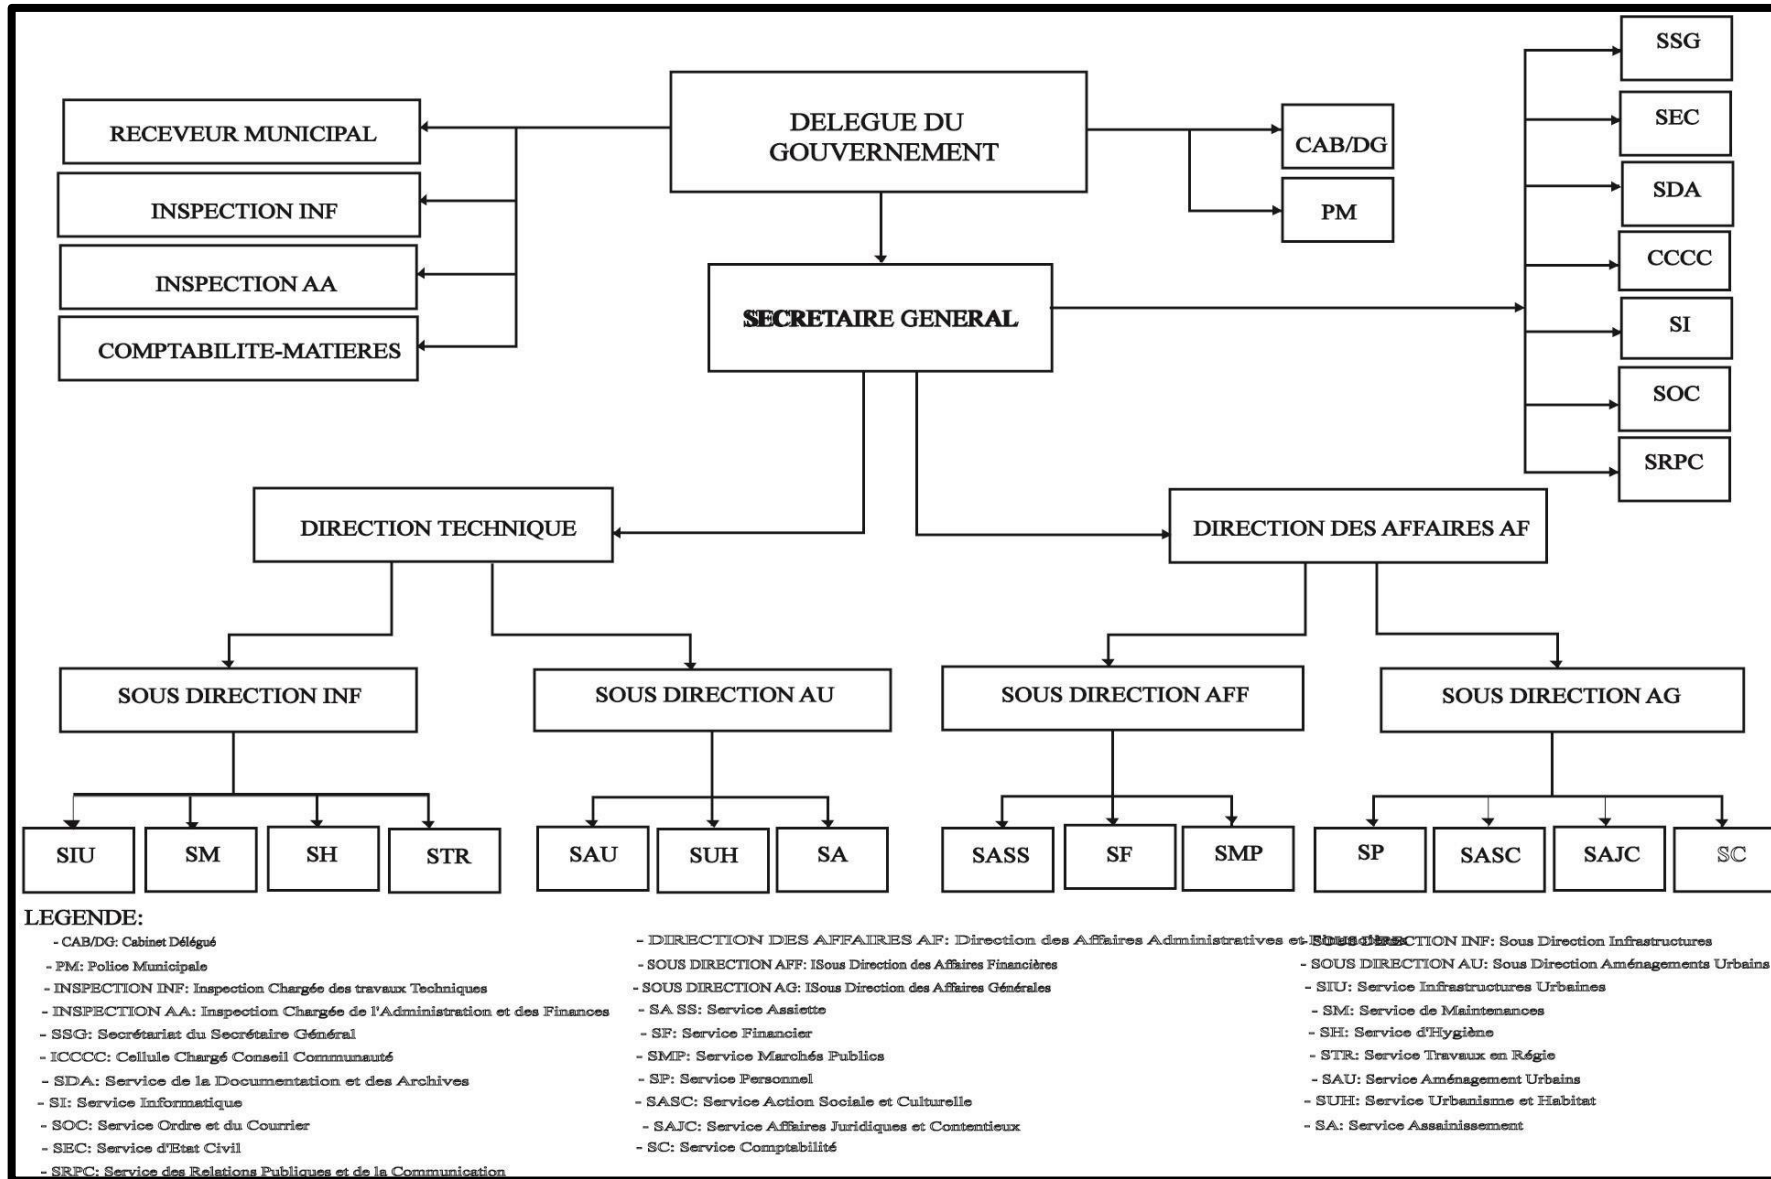 DELEGUE DU
GOUVERNEMENT
RECEVEUR MUNICIPAL
INSPECTION INF
INSPECTION AA
COMPTABILITE-MATIERES
CAB/DG
PM
SECRETAIRE GENERAL
SSG
SEC
SDA
CCCC
SI
SOC
SRPC
DIRECTION TECHNIQUE
DIRECTION DES AFFAIRES AF
SOUS DIRECTION INF
SOUS DIRECTION AU
SOUS DIRECTION AFF
SOUS DIRECTION AG
SIU
SM
SH
STR
SAU
SUH
SA
SASS
SF
SMP
SP
SASC
SAJC
SC
LEGENDE:
- CAB/DG: Cabinet Délégué
- PM: Police Municipale
- INSPECTION INF: Inspection Chargée des travaux Techniques
- INSPECTION AA: Inspection Chargée de l'Administration et des Finances
- SSG: Secrétariat du Secrétaire Général
- ICCCC: Cellule Chargé Conseil Communauté
- SDA: Service de la Documentation et des Archives
- SI: Service Informatique
- SOC: Service Ordre et du Courrier
- SEC: Service d'Etat Civil
- SRPC: Service des Relations Publiques et de la Communication
- DIRECTION DES AFFAIRES AF: Direction des Affaires Administratives et Financières
- SOUS DIRECTION AFF: ISous Direction des Affaires Financières
- SOUS DIRECTION AG: ISous Direction des Affaires Générales
- SA SS: Service Assiette
- SF: Service Financier
- SMP: Service Marchés Publics
- SP: Service Personnel
- SASC: Service Action Sociale et Culturelle
- SAJC: Service Affaires Juridiques et Contentieux
- SC: Service Comptabilité
- SOUS DIRECTION INF: Sous Direction Infrastructures
- SOUS DIRECTION AU: Sous Direction Aménagements Urbains
- SIU: Service Infrastructures Urbaines
- SM: Service de Maintenances
- SH: Service d'Hygiène
- STR: Service Travaux en Régie
- SAU: Service Aménagement Urbains
- SUH: Service Urbanisme et Habitat
- SA: Service Assainissement